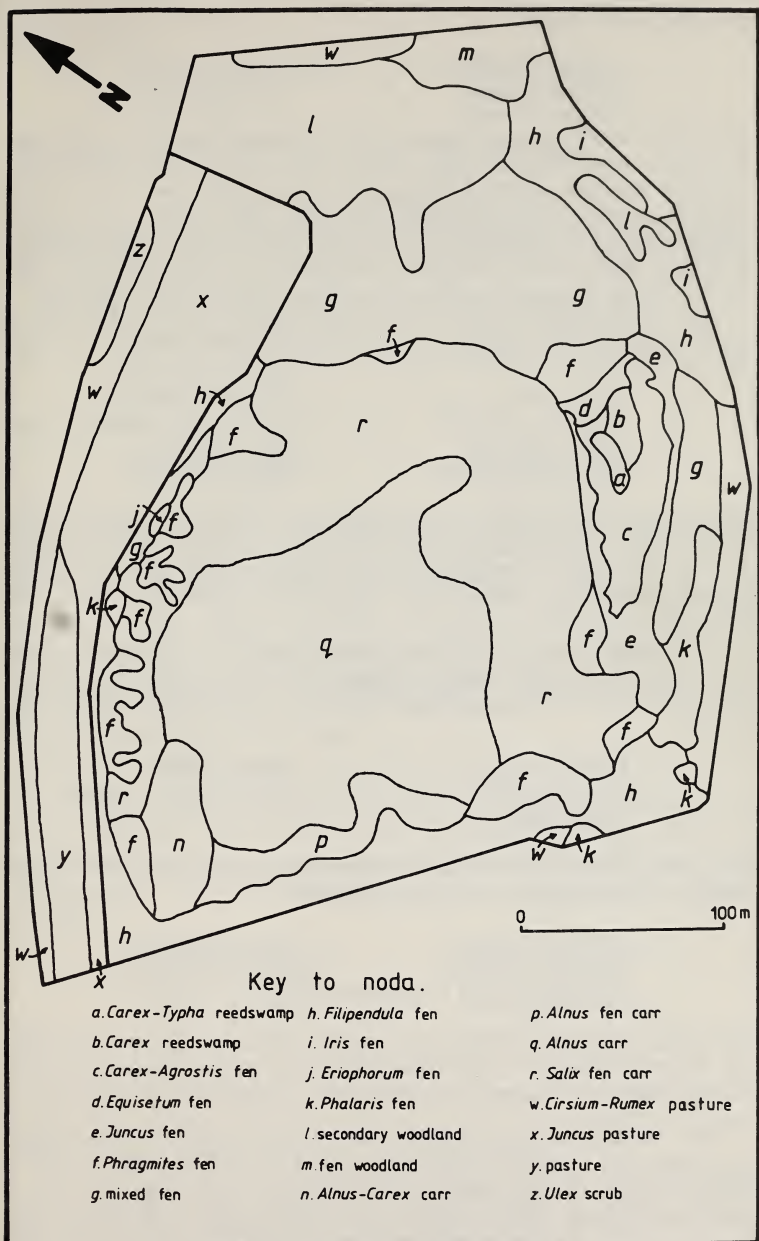 N
w
m
l
h
i
z
l
x
g
g
i
f
h
e
f
w
h
d
b
f
r
g
w
a
j
f
c
g
f
k
f
q
f
e
k
r
f
f
f
h
k
r
f
n
p
w
k
y
0 100m
h
w
x
Key to noda.
a.Carex-Typha reedswamp h.Filipendula fen p.Alnus fen carr
b.Carex reedswamp i. Iris fen q.Alnus carr
c.Carex-Agrostis fen j. Eriophorum fen r. Salix fen carr
d.Equisetum fen k.Phalaris fen w.Cirsium-Rumex pasture
e.Juncus fen l.secondary woodland x.Juncus pasture
f.Phragmites fen m.fen woodland y.pasture
g.mixed fen n.Alnus-Carex carr z.Ulex scrub